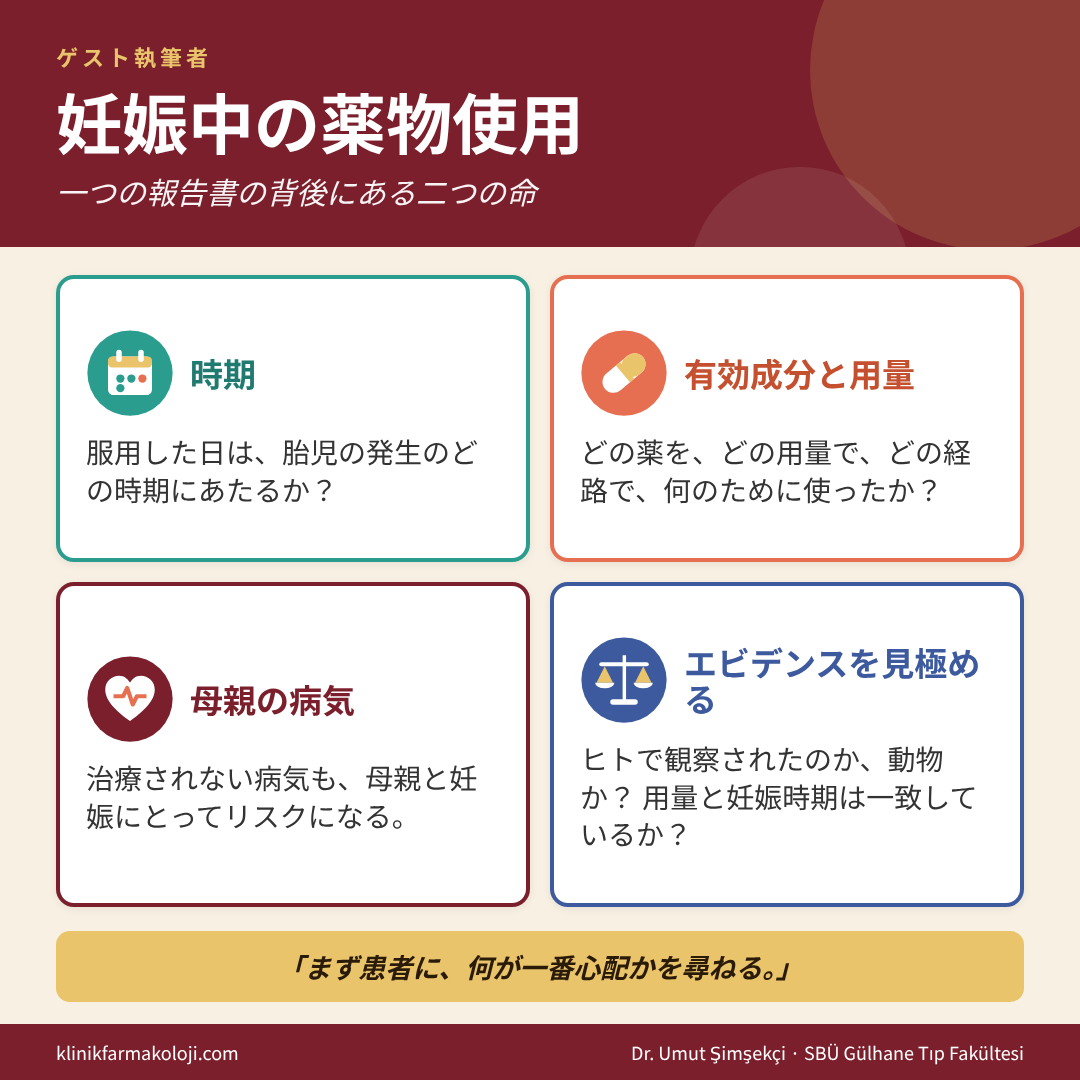 ゲスト執筆者
妊娠中の薬物使用
一つの報告書の背後にある二つの命
時期
服用した日は、胎児の発生のど
の時期にあたるか？
有効成分と用量
どの薬を、どの用量で、どの経
路で、何のために使ったか？
母親の病気
治療されない病気も、母親と妊
娠にとってリスクになる。
エビデンスを見極め
る
ヒトで観察されたのか、動物
か？ 用量と妊娠時期は一致して
いるか？
「まず患者に、何が一番心配かを尋ねる。」
klinikfarmakoloji.com
Dr. Umut Şimşekçi · SBÜ Gülhane Tıp Fakültesi